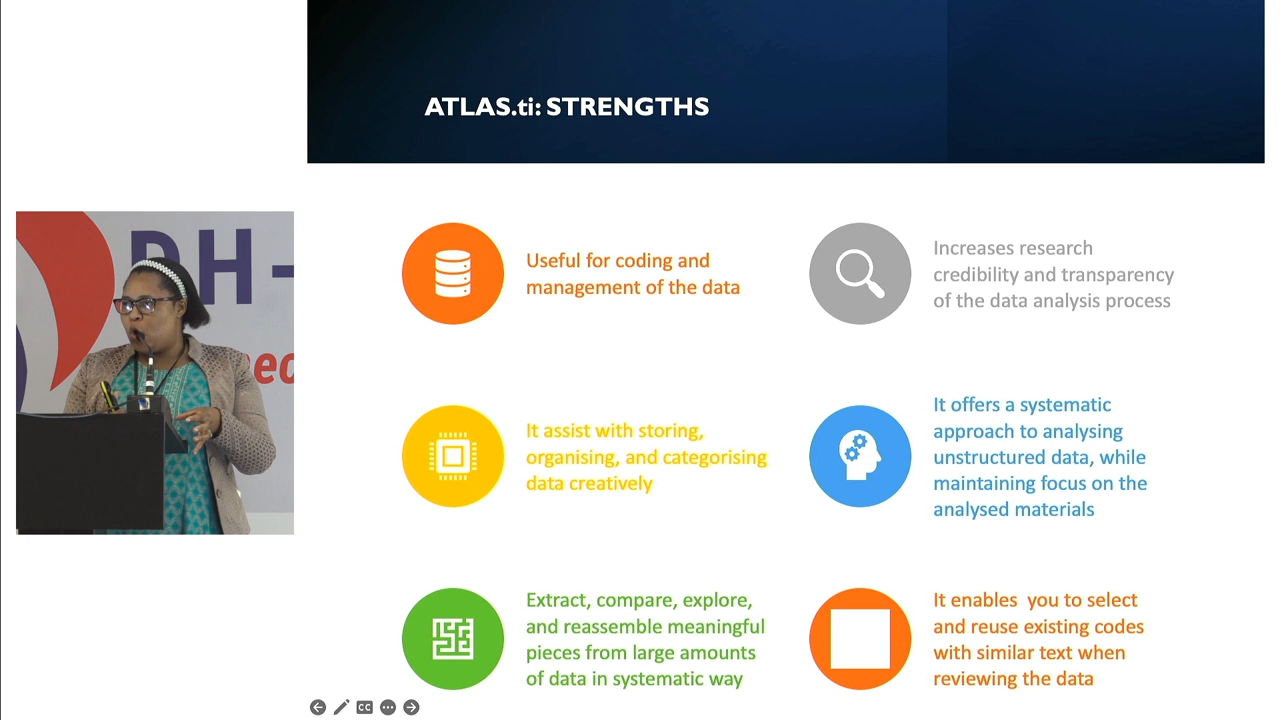 ATLAS.ti: STRENGTHS
Useful for coding and
management of the data
Increases research
credibility and transparency
of the data analysis process
It assist with storing,
organising, and categorising
data creatively
It offers a systematic
approach to analysing
unstructured data, while
maintaining focus on the
analysed materials
Extract, compare, explore,
and reassemble meaningful
pieces from large amounts
of data in systematic way
It enables you to select
and reuse existing codes
with similar text when
reviewing the data
DH-
CC